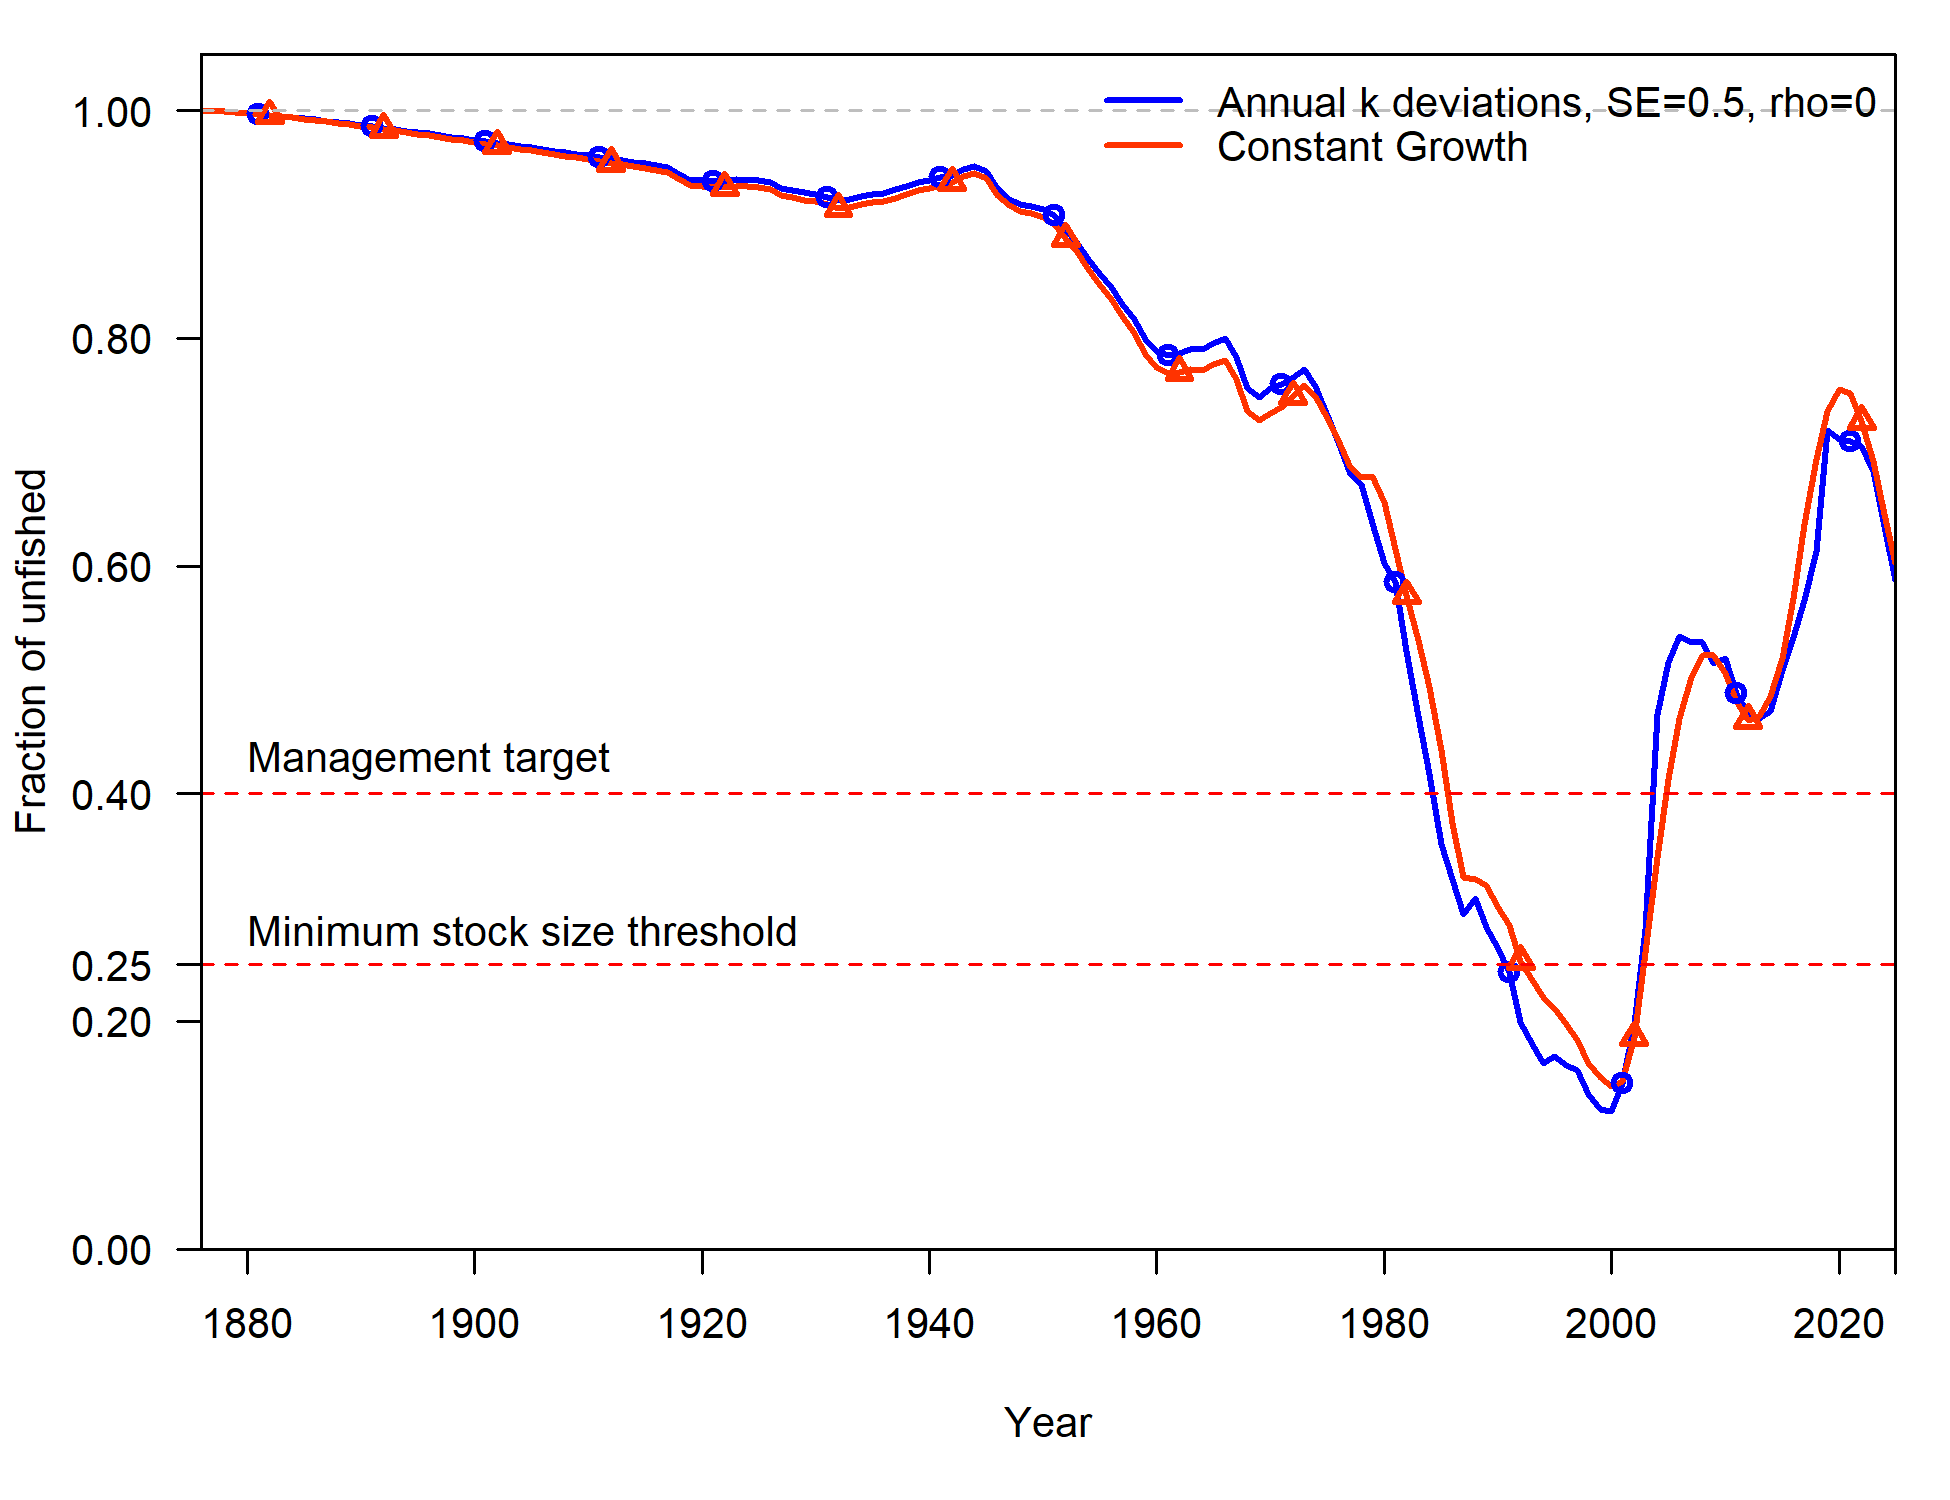 Annual k deviations, SE=0.5, rho=0
Constant Growth
1.00
0.80
0.60
0.40
0.25
0.20
0.00
Fraction of unfished
Management target
Minimum stock size threshold
1880 1900 1920 1940 1960 1980 2000 2020
Year